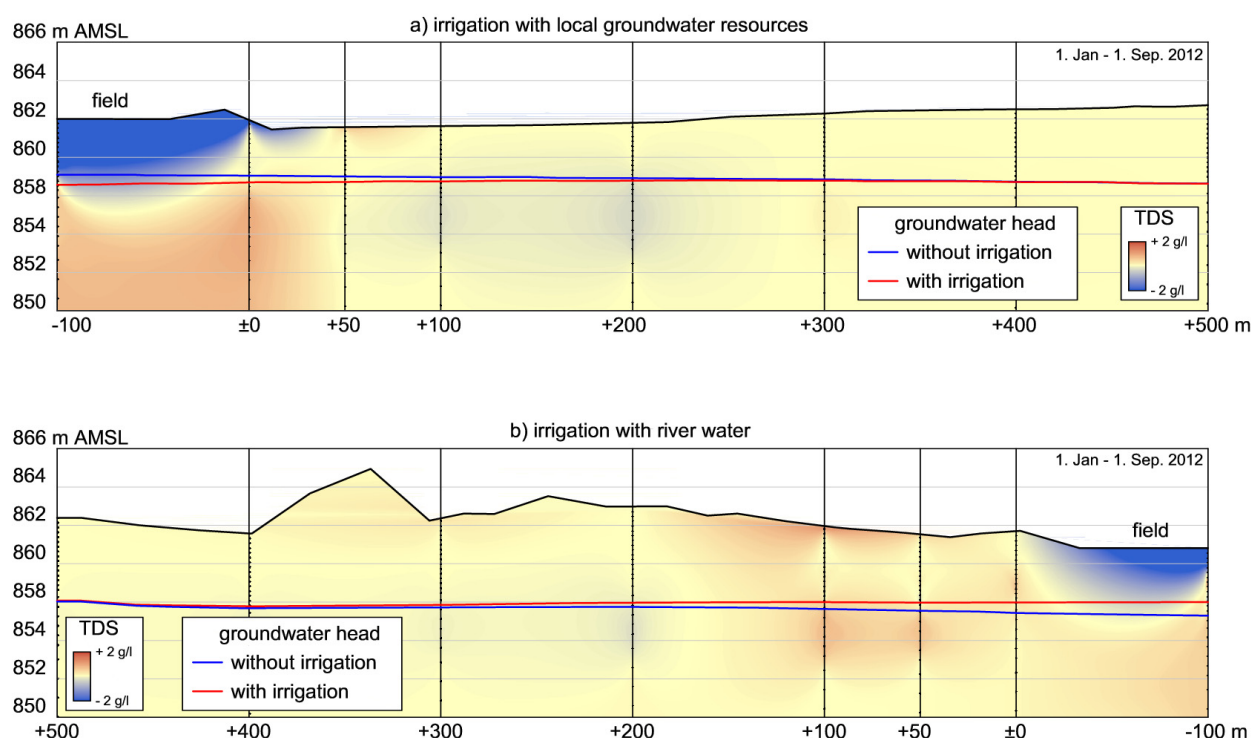 a) irrigation with local groundwater resources
866 m AMSL
1. Jan - 1. Sep. 2012
864
field
862
860
858
854
852
850
groundwater head
without irrigation
with irrigation
TDS
+ 2 g/l
- 2 g/l
-100 ±0 +50 +100 +200 +300 +400 +500 m
b) irrigation with river water
866 m AMSL
1. Jan - 1. Sep. 2012
864
862
field
860
858
854
852
850
TDS
+ 2 g/l
- 2 g/l
groundwater head
without irrigation
with irrigation
+500 +400 +300 +200 +100 +50 ±0 -100 m